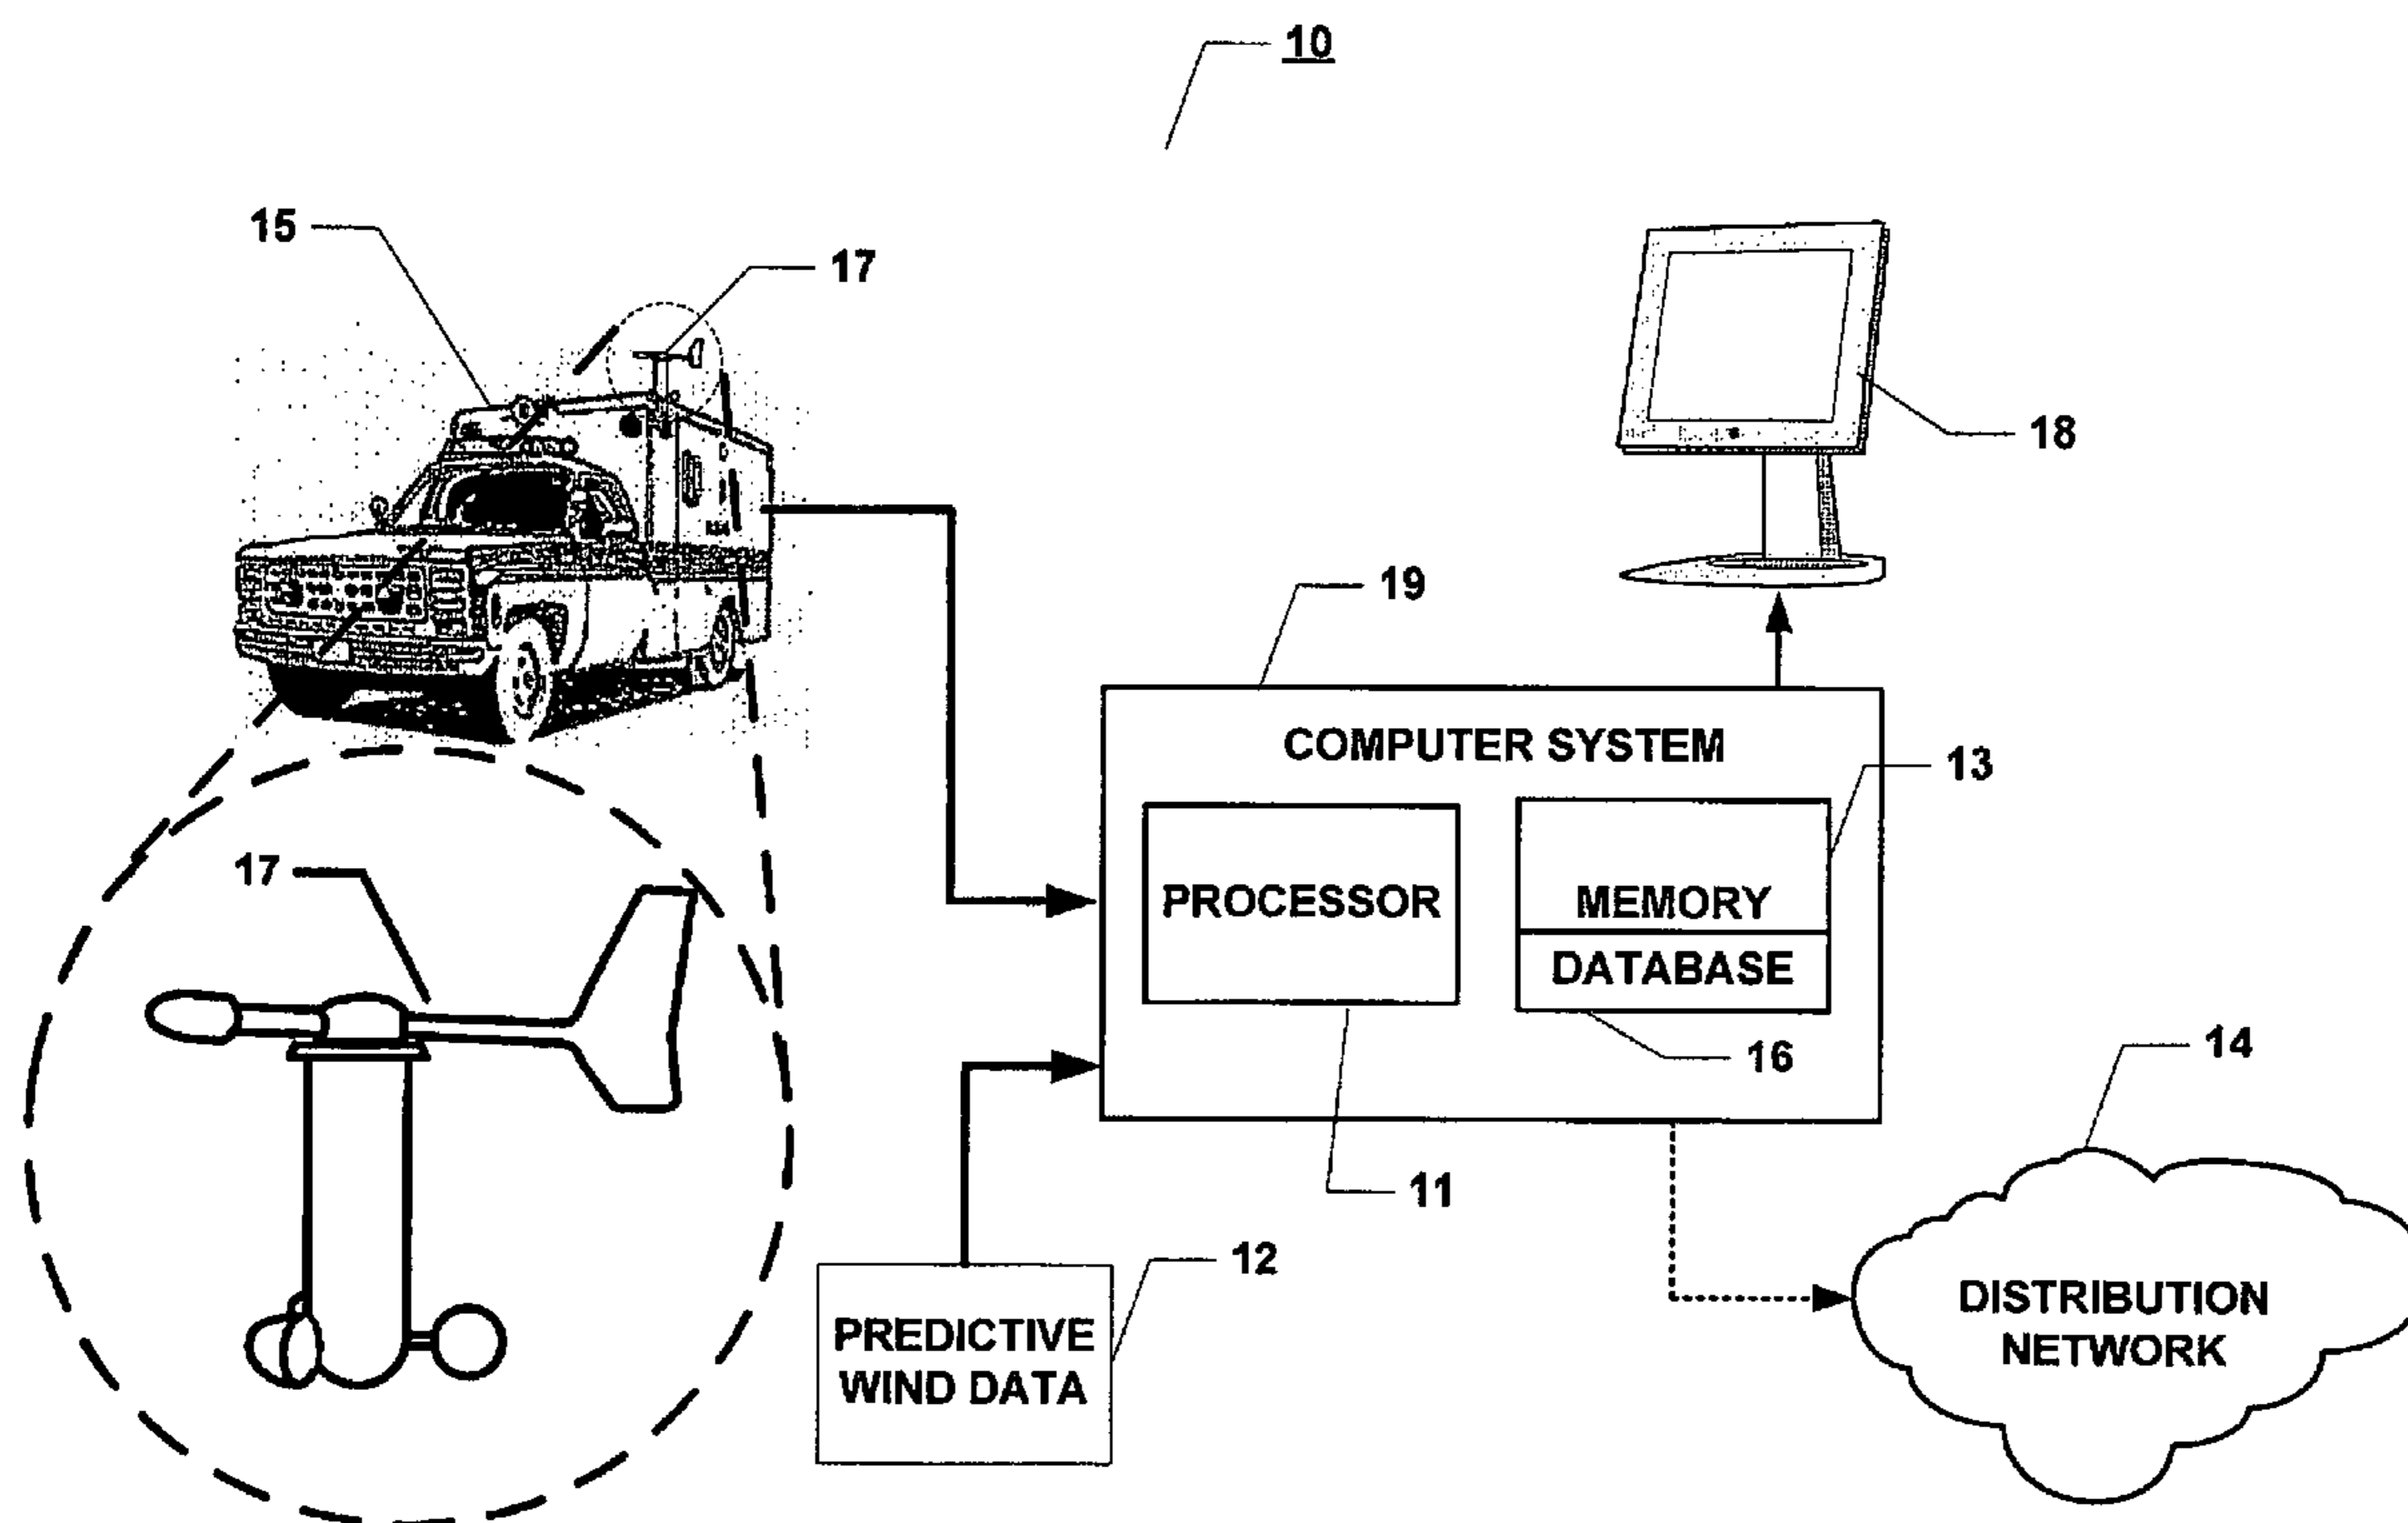 10
15
17
18
19
COMPUTER SYSTEM
13
17
PROCESSOR
MEMORY
DATABASE
16
14
11
12
PREDICTIVE
WIND DATA
DISTRIBUTION
NETWORK